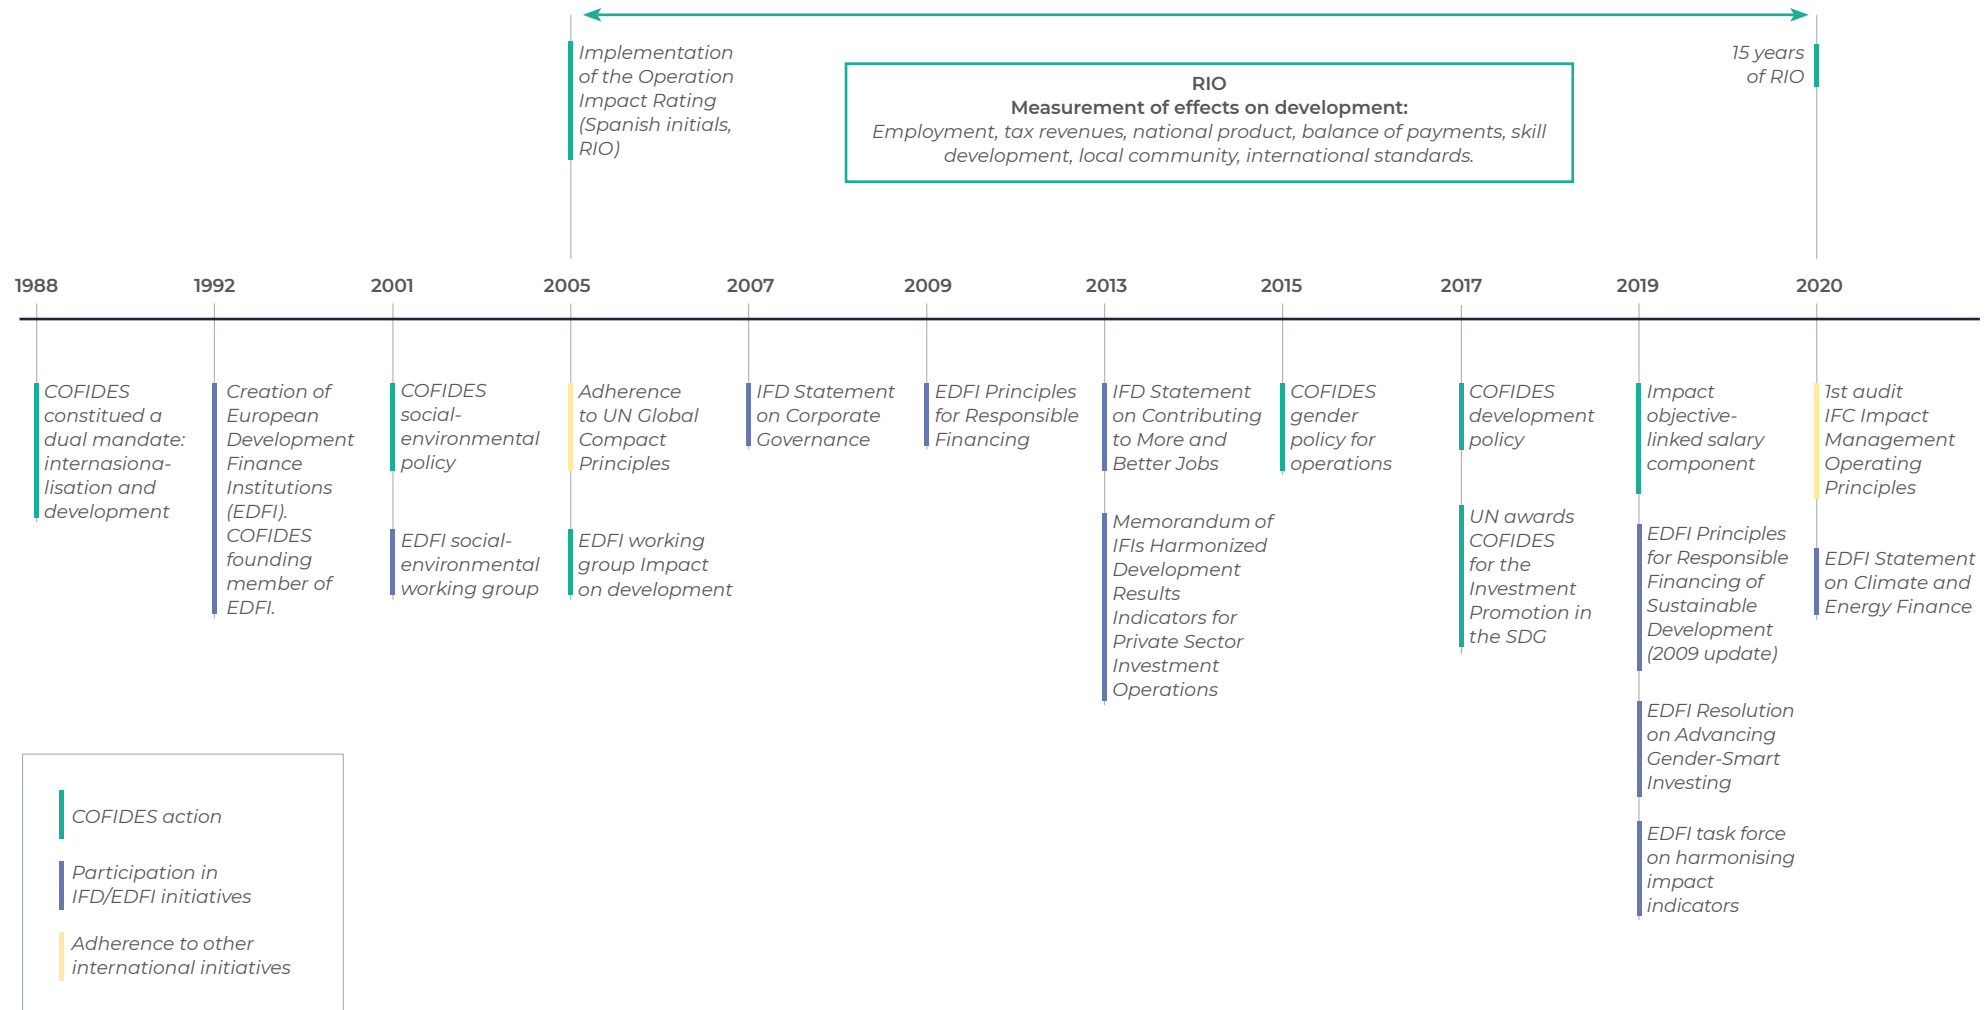 Implementation
of the Operation
Impact Rating
(Spanish initials,
RIO)
RIO
Measurement of effects on development:
Employment, tax revenues, national product, balance of payments, skill
development, local community, international standards.
15 years
of RIO
1988
1992
2001
2005
2007
2009
2013
2015
2017
2019
2020
COFIDES
constitued a
dual mandate:
internasiona-
lisation and
development
Creation of
European
Development
Finance
Institutions
(EDFI).
COFIDES
founding
member of
EDFI.
COFIDES
social-
environmental
policy
EDFI social-
environmental
working group
Adherence
to UN Global
Compact
Principles
EDFI working
group Impact
on development
IFD Statement
on Corporate
Governance
EDFI Principles
for Responsible
Financing
IFD Statement
on Contributing
to More and
Better Jobs
Memorandum of
IFIs Harmonized
Development
Results
Indicators for
Private Sector
Investment
Operations
COFIDES
gender
policy for
operations
COFIDES
development
policy
UN awards
COFIDES
for the
Investment
Promotion in
the SDG
Impact
objective-
linked salary
component
EDFI Principles
for Responsible
Financing of
Sustainable
Development
(2009 update)
EDFI Resolution
on Advancing
Gender-Smart
Investing
EDFI task force
on harmonising
impact
indicators
1st audit
IFC Impact
Management
Operating
Principles
EDFI Statement
on Climate and
Energy Finance
COFIDES action
Participation in
IFD/EDFI initiatives
Adherence to other
international initiatives